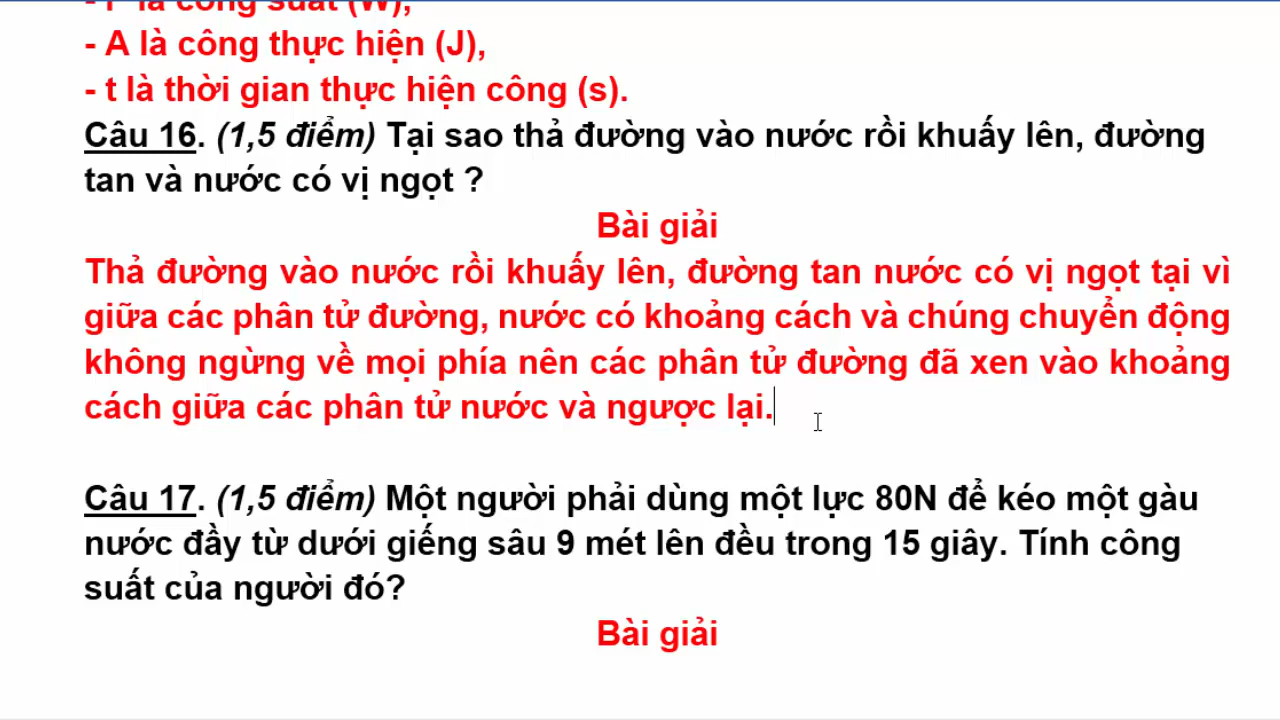 là công suất (W),
- A là công thực hiện (J),
- t là thời gian thực hiện công (s).
Câu 16. (1,5 điểm) Tại sao thả đường vào nước rồi khuấy lên, đường
tan và nước có vị ngọt ?
Bài giải
Thả đường vào nước rồi khuấy lên, đường tan nước có vị ngọt tại vì
giữa các phân tử đường, nước có khoảng cách và chúng chuyển động
không ngừng về mọi phía nên các phân tử đường đã xen vào khoảng
cách giữa các phân tử nước và ngược lại.
Câu 17. (1,5 điểm) Một người phải dùng một lực 80N để kéo một gàu
nước đầy từ dưới giếng sâu 9 mét lên đều trong 15 giây. Tính công
suất của người đó?
Bài giải